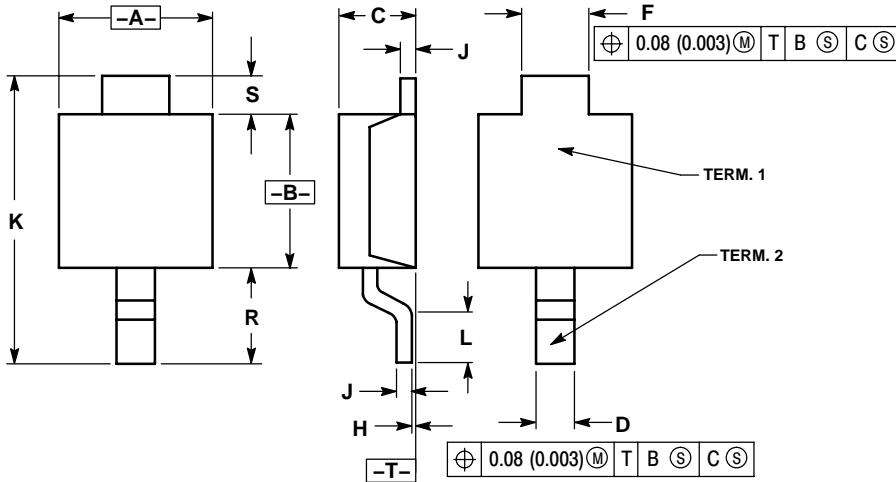 –A–
C
F
⌖ 0.08 (0.003) Ⓜ T B Ⓢ C Ⓢ
J
S
–B–
K
TERM. 1
TERM. 2
R
L
J
H
D
⌖ 0.08 (0.003) Ⓜ T B Ⓢ C Ⓢ
–T–